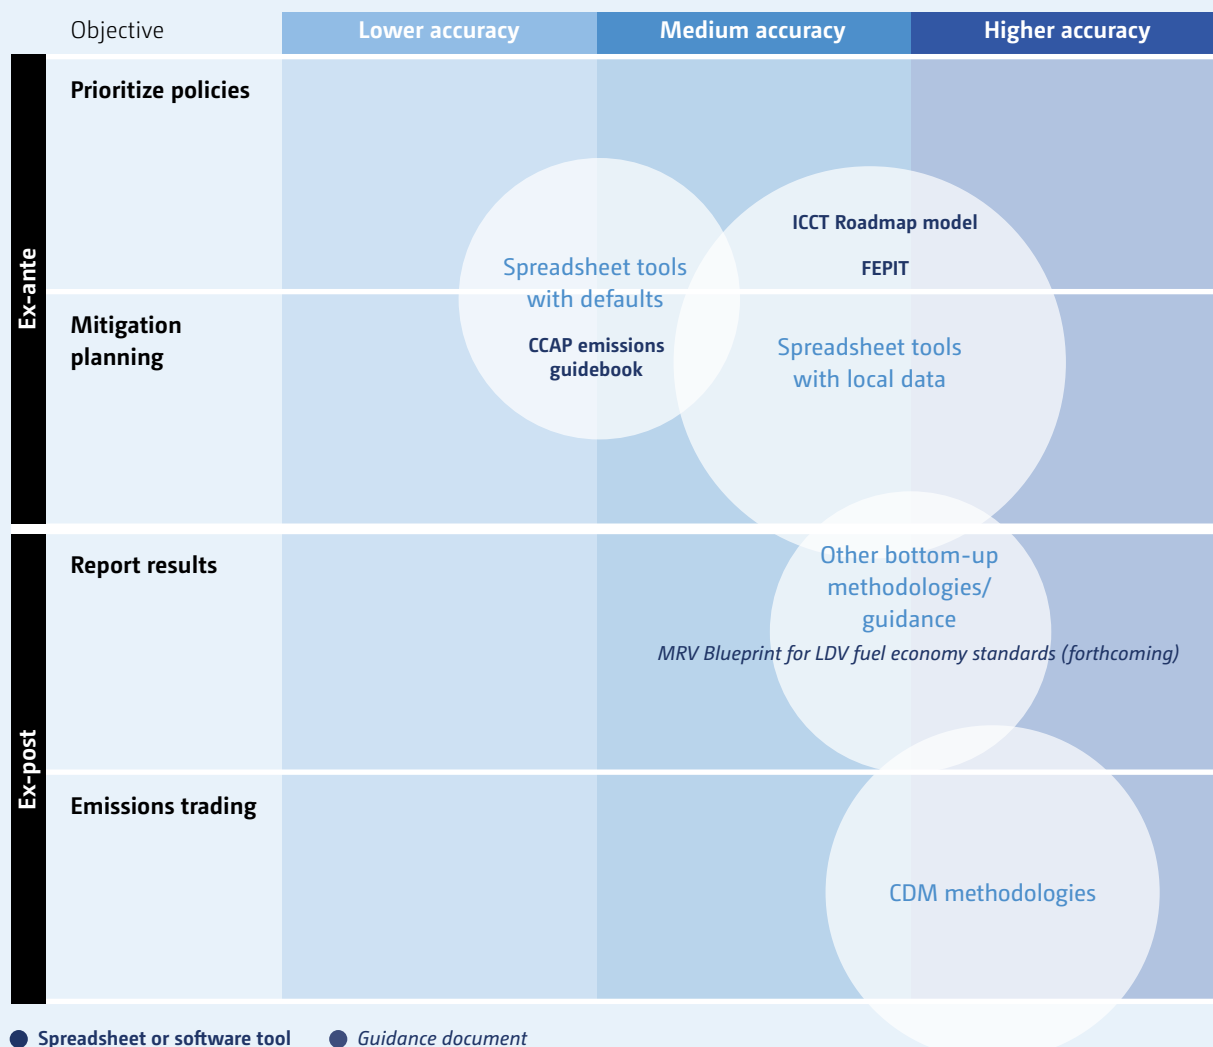 Objective
Lower accuracy
Medium accuracy
Higher accuracy
Ex-ante
Prioritize policies
ICCT Roadmap model
FEPIT
Spreadsheet tools
with defaults
CCAP emissions
guidebook
Mitigation
planning
Spreadsheet tools
with local data
Ex-post
Report results
Other bottom-up
methodologies/
guidance
MRV Blueprint for LDV fuel economy standards (forthcoming)
Emissions trading
CDM methodologies
Spreadsheet or software tool
Guidance document